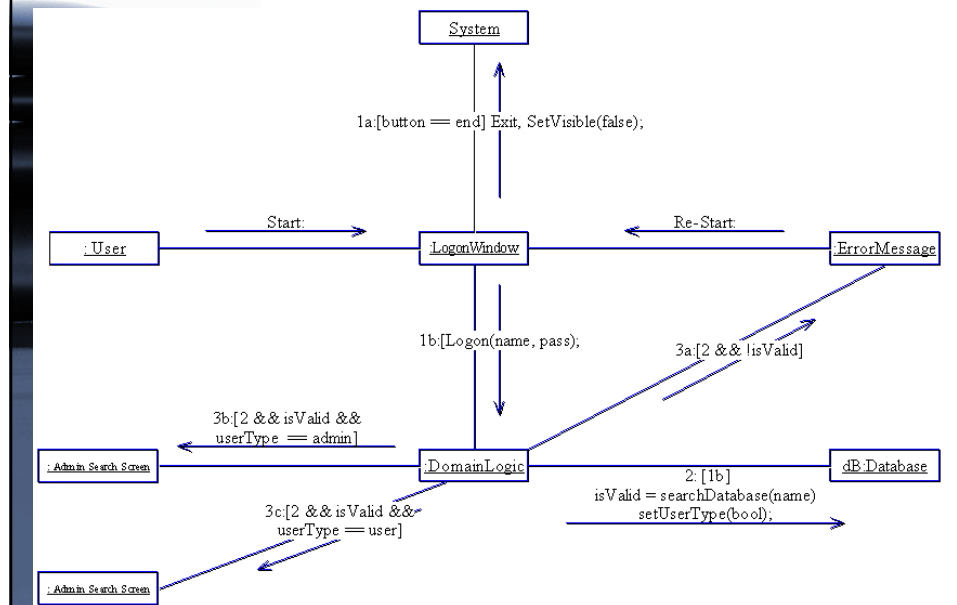 System
1a:[button == end] Exit, SetVisible(false);
Start:
Re-Start:
: User
:LogonWindow
:ErrorMessage
1b:[Logon(name, pass);
3a:[2 && !isValid]
3b:[2 && isValid &&
userType == admin]
: Admin Search Screen
:DomainLogic
dB:Database
2: [1b]
isValid = searchDatabase(name)
setUserType(bool);
3c:[2 && isValid &&
userType == user]
: Admin Search Screen